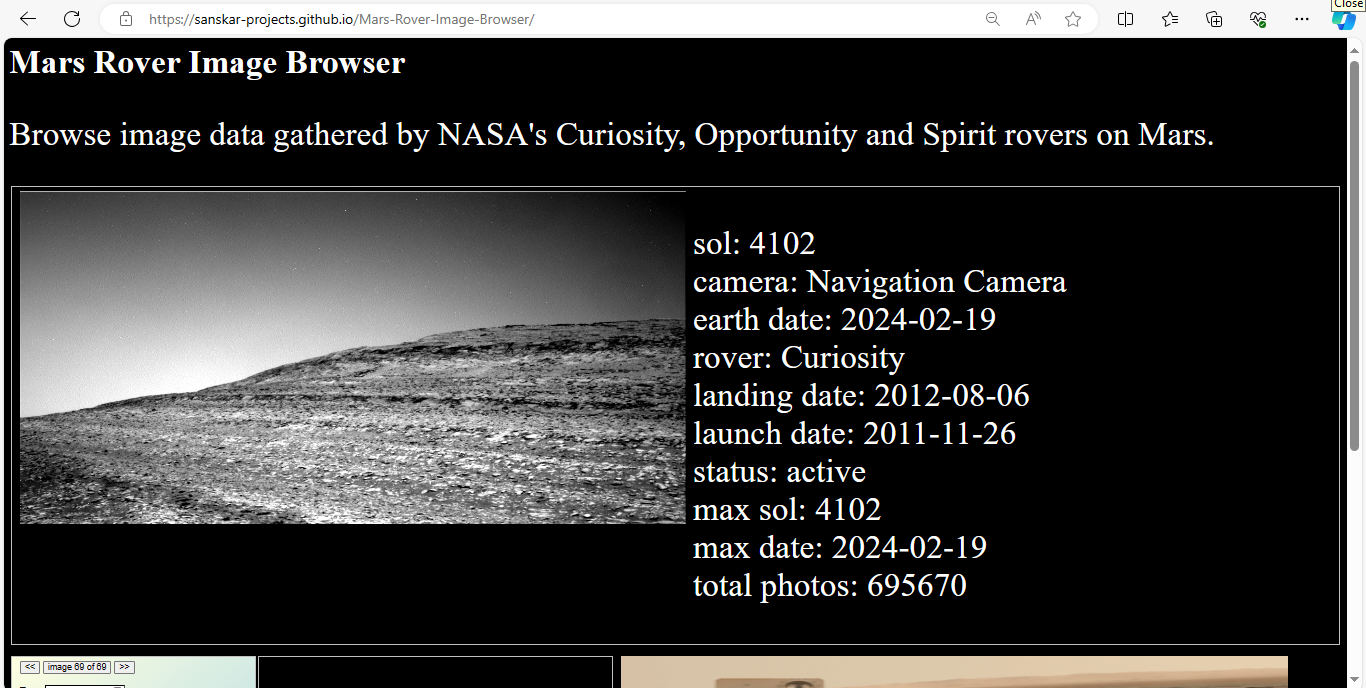 Close
https://sanskar-projects.github.io/Mars-Rover-Image-Browser/
Mars Rover Image Browser
Browse image data gathered by NASA's Curiosity, Opportunity and Spirit rovers on Mars.
sol: 4102
camera: Navigation Camera
earth date: 2024-02-19
rover: Curiosity
landing date: 2012-08-06
launch date: 2011-11-26
status: active
max sol: 4102
max date: 2024-02-19
total photos: 695670
<< image 69 of 69 >>